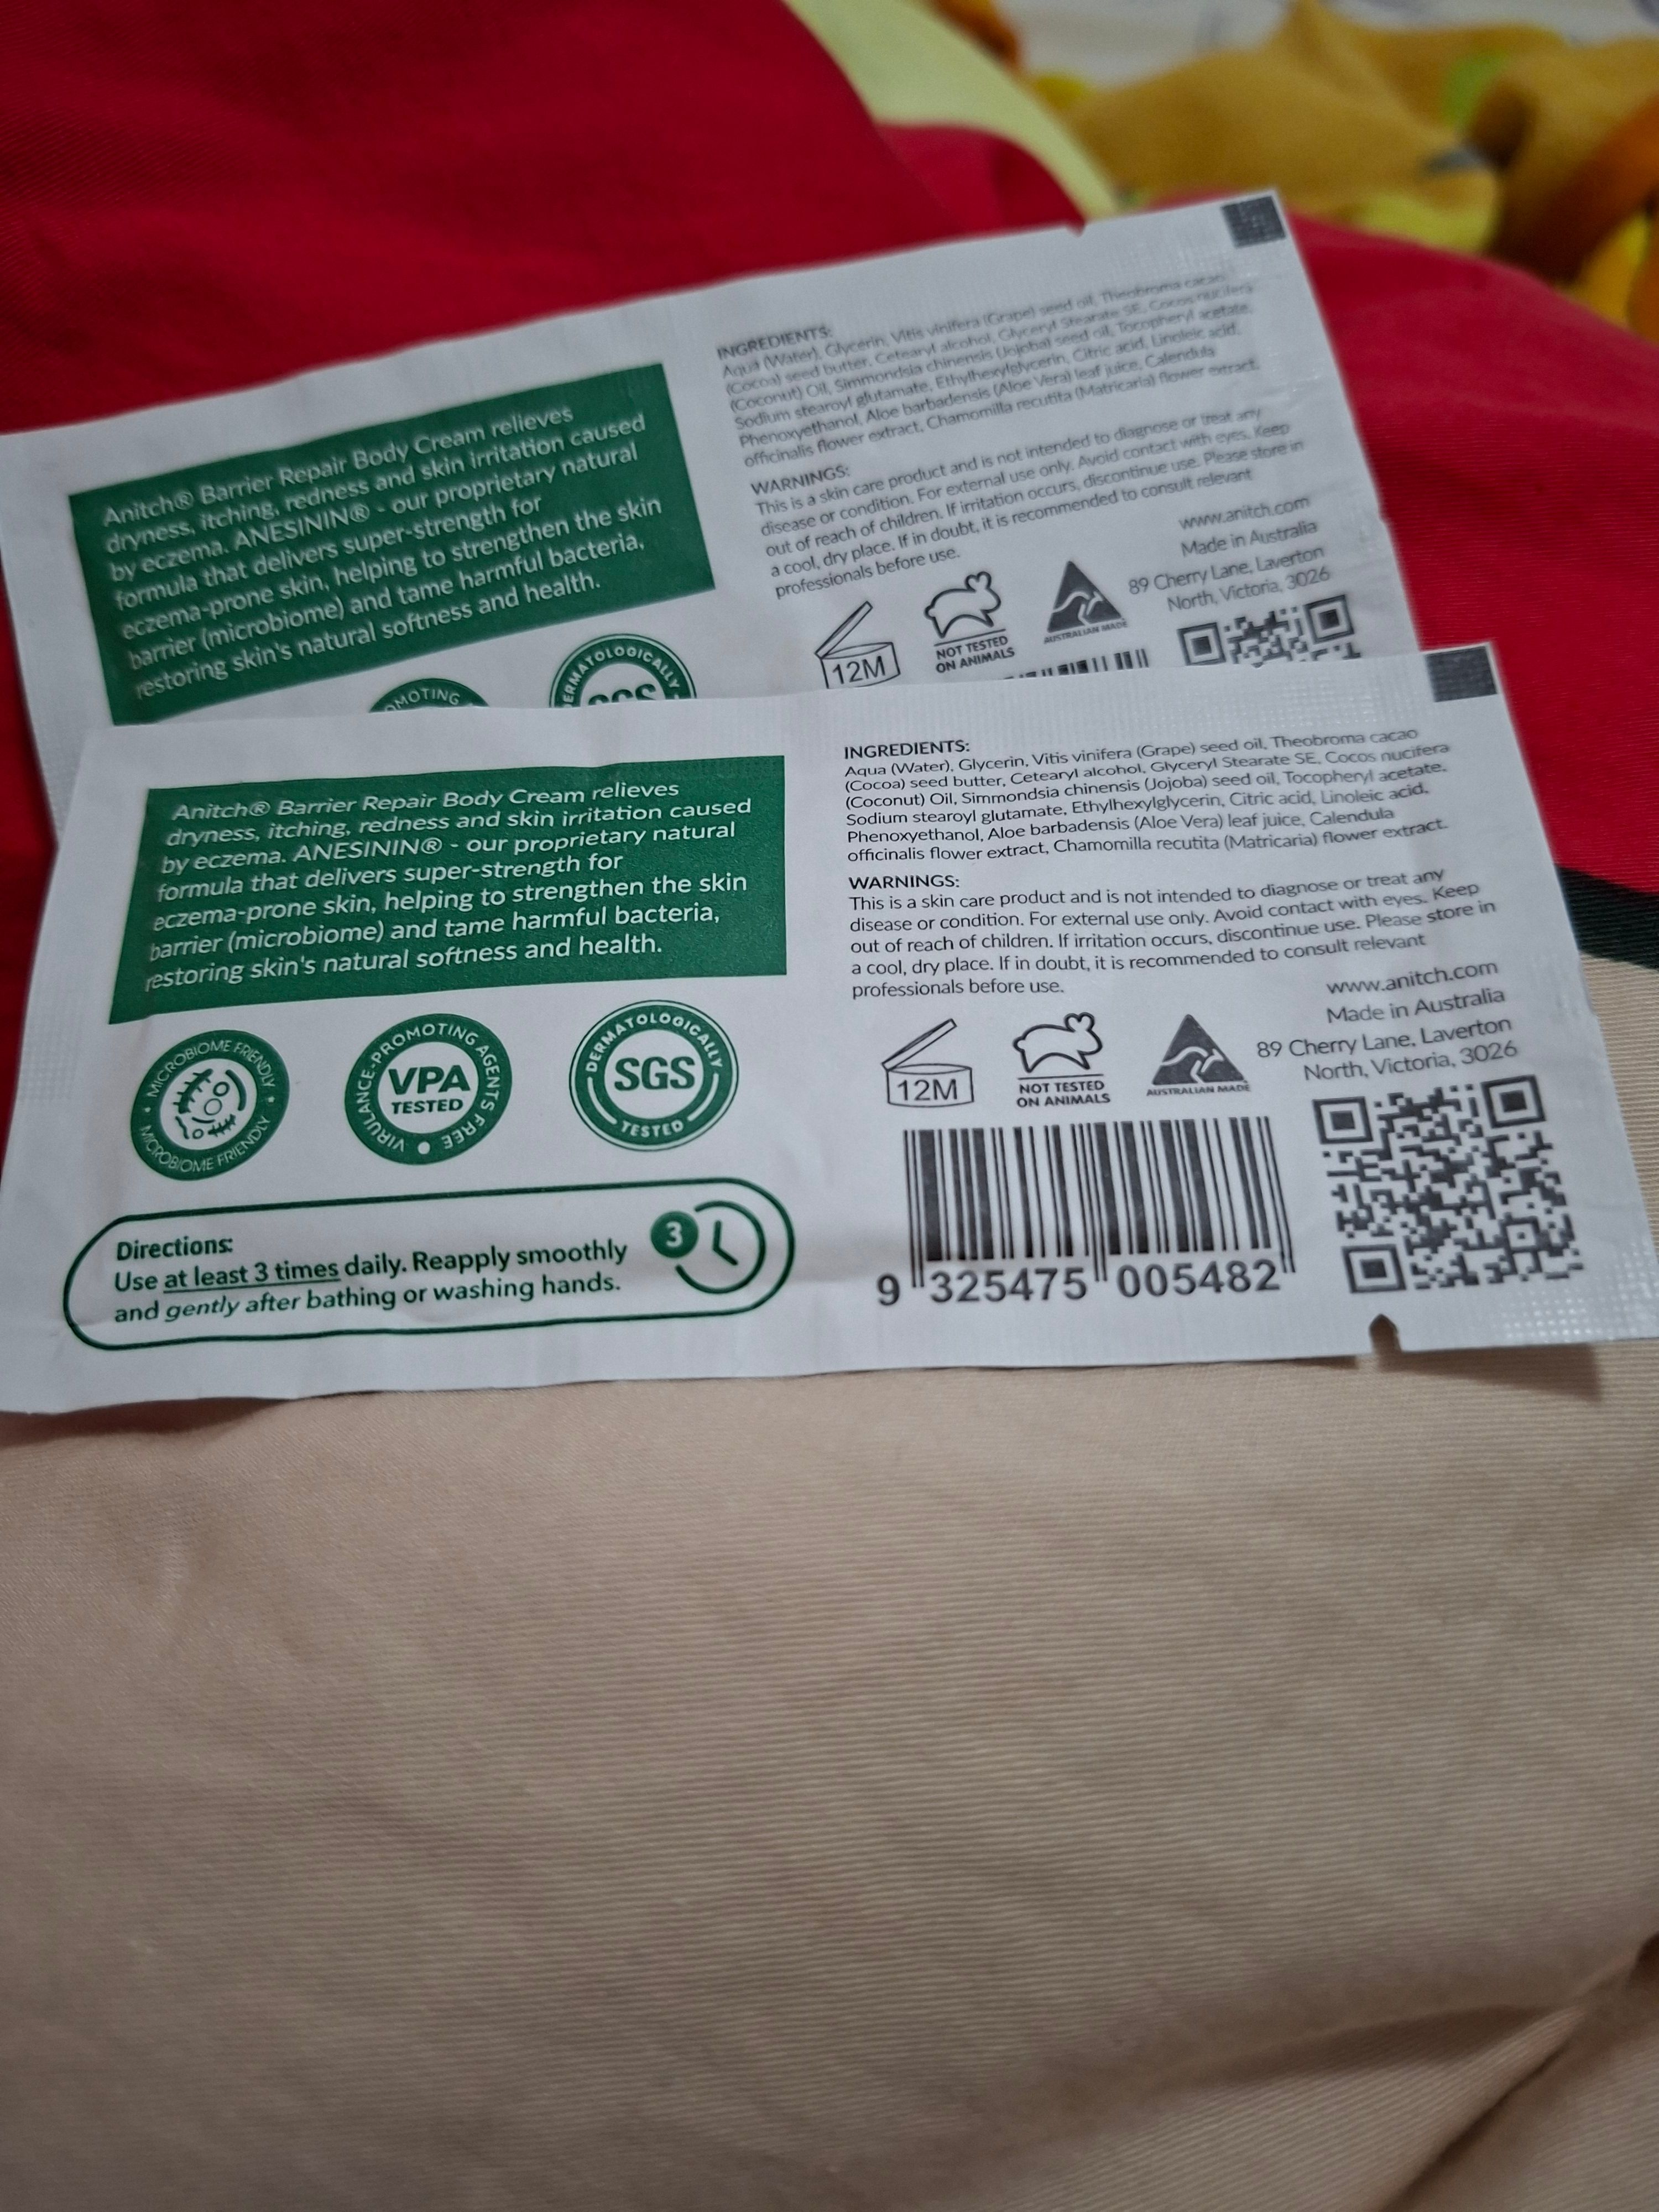 Anitch® Barrier Repair Body Cream relieves
dryness, itching, redness and skin irritation caused
by eczema. ANESININ® - our proprietary natural
formula that delivers super-strength for
eczema-prone skin, helping to strengthen the skin
barrier (microbiome) and tame harmful bacteria,
restoring skin's natural softness and health.
OMOTING
DERMATOLOGICALLY
SGS
INGREDIENTS:
Aqua (Water), Glycerin, Vitis vinifera (Grape) seed oil, Theobroma cacao
(Cocoa) seed butter, Cetearyl alcohol, Glyceryl Stearate SE, Cocos nucifera
(Coconut) Oil, Simmondsia chinensis (Jojoba) seed oil, Tocopheryl acetate,
Sodium stearoyl glutamate, Ethylhexylglycerin, Citric acid, Linoleic acid,
Phenoxyethanol, Aloe barbadensis (Aloe Vera) leaf juice, Calendula
officinalis flower extract, Chamomilla recutita (Matricaria) flower extract.
WARNINGS:
This is a skin care product and is not intended to diagnose or treat any
disease or condition. For external use only. Avoid contact with eyes. Keep
out of reach of children. If irritation occurs, discontinue use. Please store in
a cool, dry place. If in doubt, it is recommended to consult relevant
professionals before use.
www.anitch.com
Made in Australia
89 Cherry Lane, Laverton
North, Victoria, 3026
12M
NOT TESTED
ON ANIMALS
AUSTRALIAN MADE
Anitch® Barrier Repair Body Cream relieves
dryness, itching, redness and skin irritation caused
by eczema. ANESININ® - our proprietary natural
formula that delivers super-strength for
eczema-prone skin, helping to strengthen the skin
barrier (microbiome) and tame harmful bacteria,
restoring skin's natural softness and health.
• MICROBIOME FRIENDLY •
MICROBIOME FRIENDLY
VIRULANCE-PROMOTING AGENTS FREE •
VPA
TESTED
DERMATOLOGICALLY
SGS
TESTED
Directions:
Use at least 3 times daily. Reapply smoothly
and gently after bathing or washing hands.
3
INGREDIENTS:
Aqua (Water), Glycerin, Vitis vinifera (Grape) seed oil, Theobroma cacao
(Cocoa) seed butter, Cetearyl alcohol, Glyceryl Stearate SE, Cocos nucifera
(Coconut) Oil, Simmondsia chinensis (Jojoba) seed oil, Tocopheryl acetate,
Sodium stearoyl glutamate, Ethylhexylglycerin, Citric acid, Linoleic acid,
Phenoxyethanol, Aloe barbadensis (Aloe Vera) leaf juice, Calendula
officinalis flower extract, Chamomilla recutita (Matricaria) flower extract.
WARNINGS:
This is a skin care product and is not intended to diagnose or treat any
disease or condition. For external use only. Avoid contact with eyes. Keep
out of reach of children. If irritation occurs, discontinue use. Please store in
a cool, dry place. If in doubt, it is recommended to consult relevant
professionals before use.
www.anitch.com
Made in Australia
89 Cherry Lane, Laverton
North, Victoria, 3026
12M
NOT TESTED
ON ANIMALS
AUSTRALIAN MADE
9 325475 005482